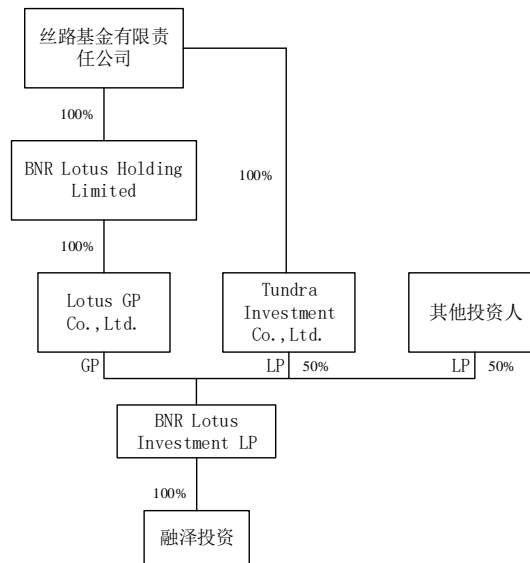 丝路基金有限责
任公司
100%
BNR Lotus Holding
Limited
100%
100%
Lotus GP
Co.,Ltd.
Tundra
Investment
Co.,Ltd.
其他投资人
GP
LP
50%
LP
50%
BNR Lotus
Investment LP
100%
融泽投资